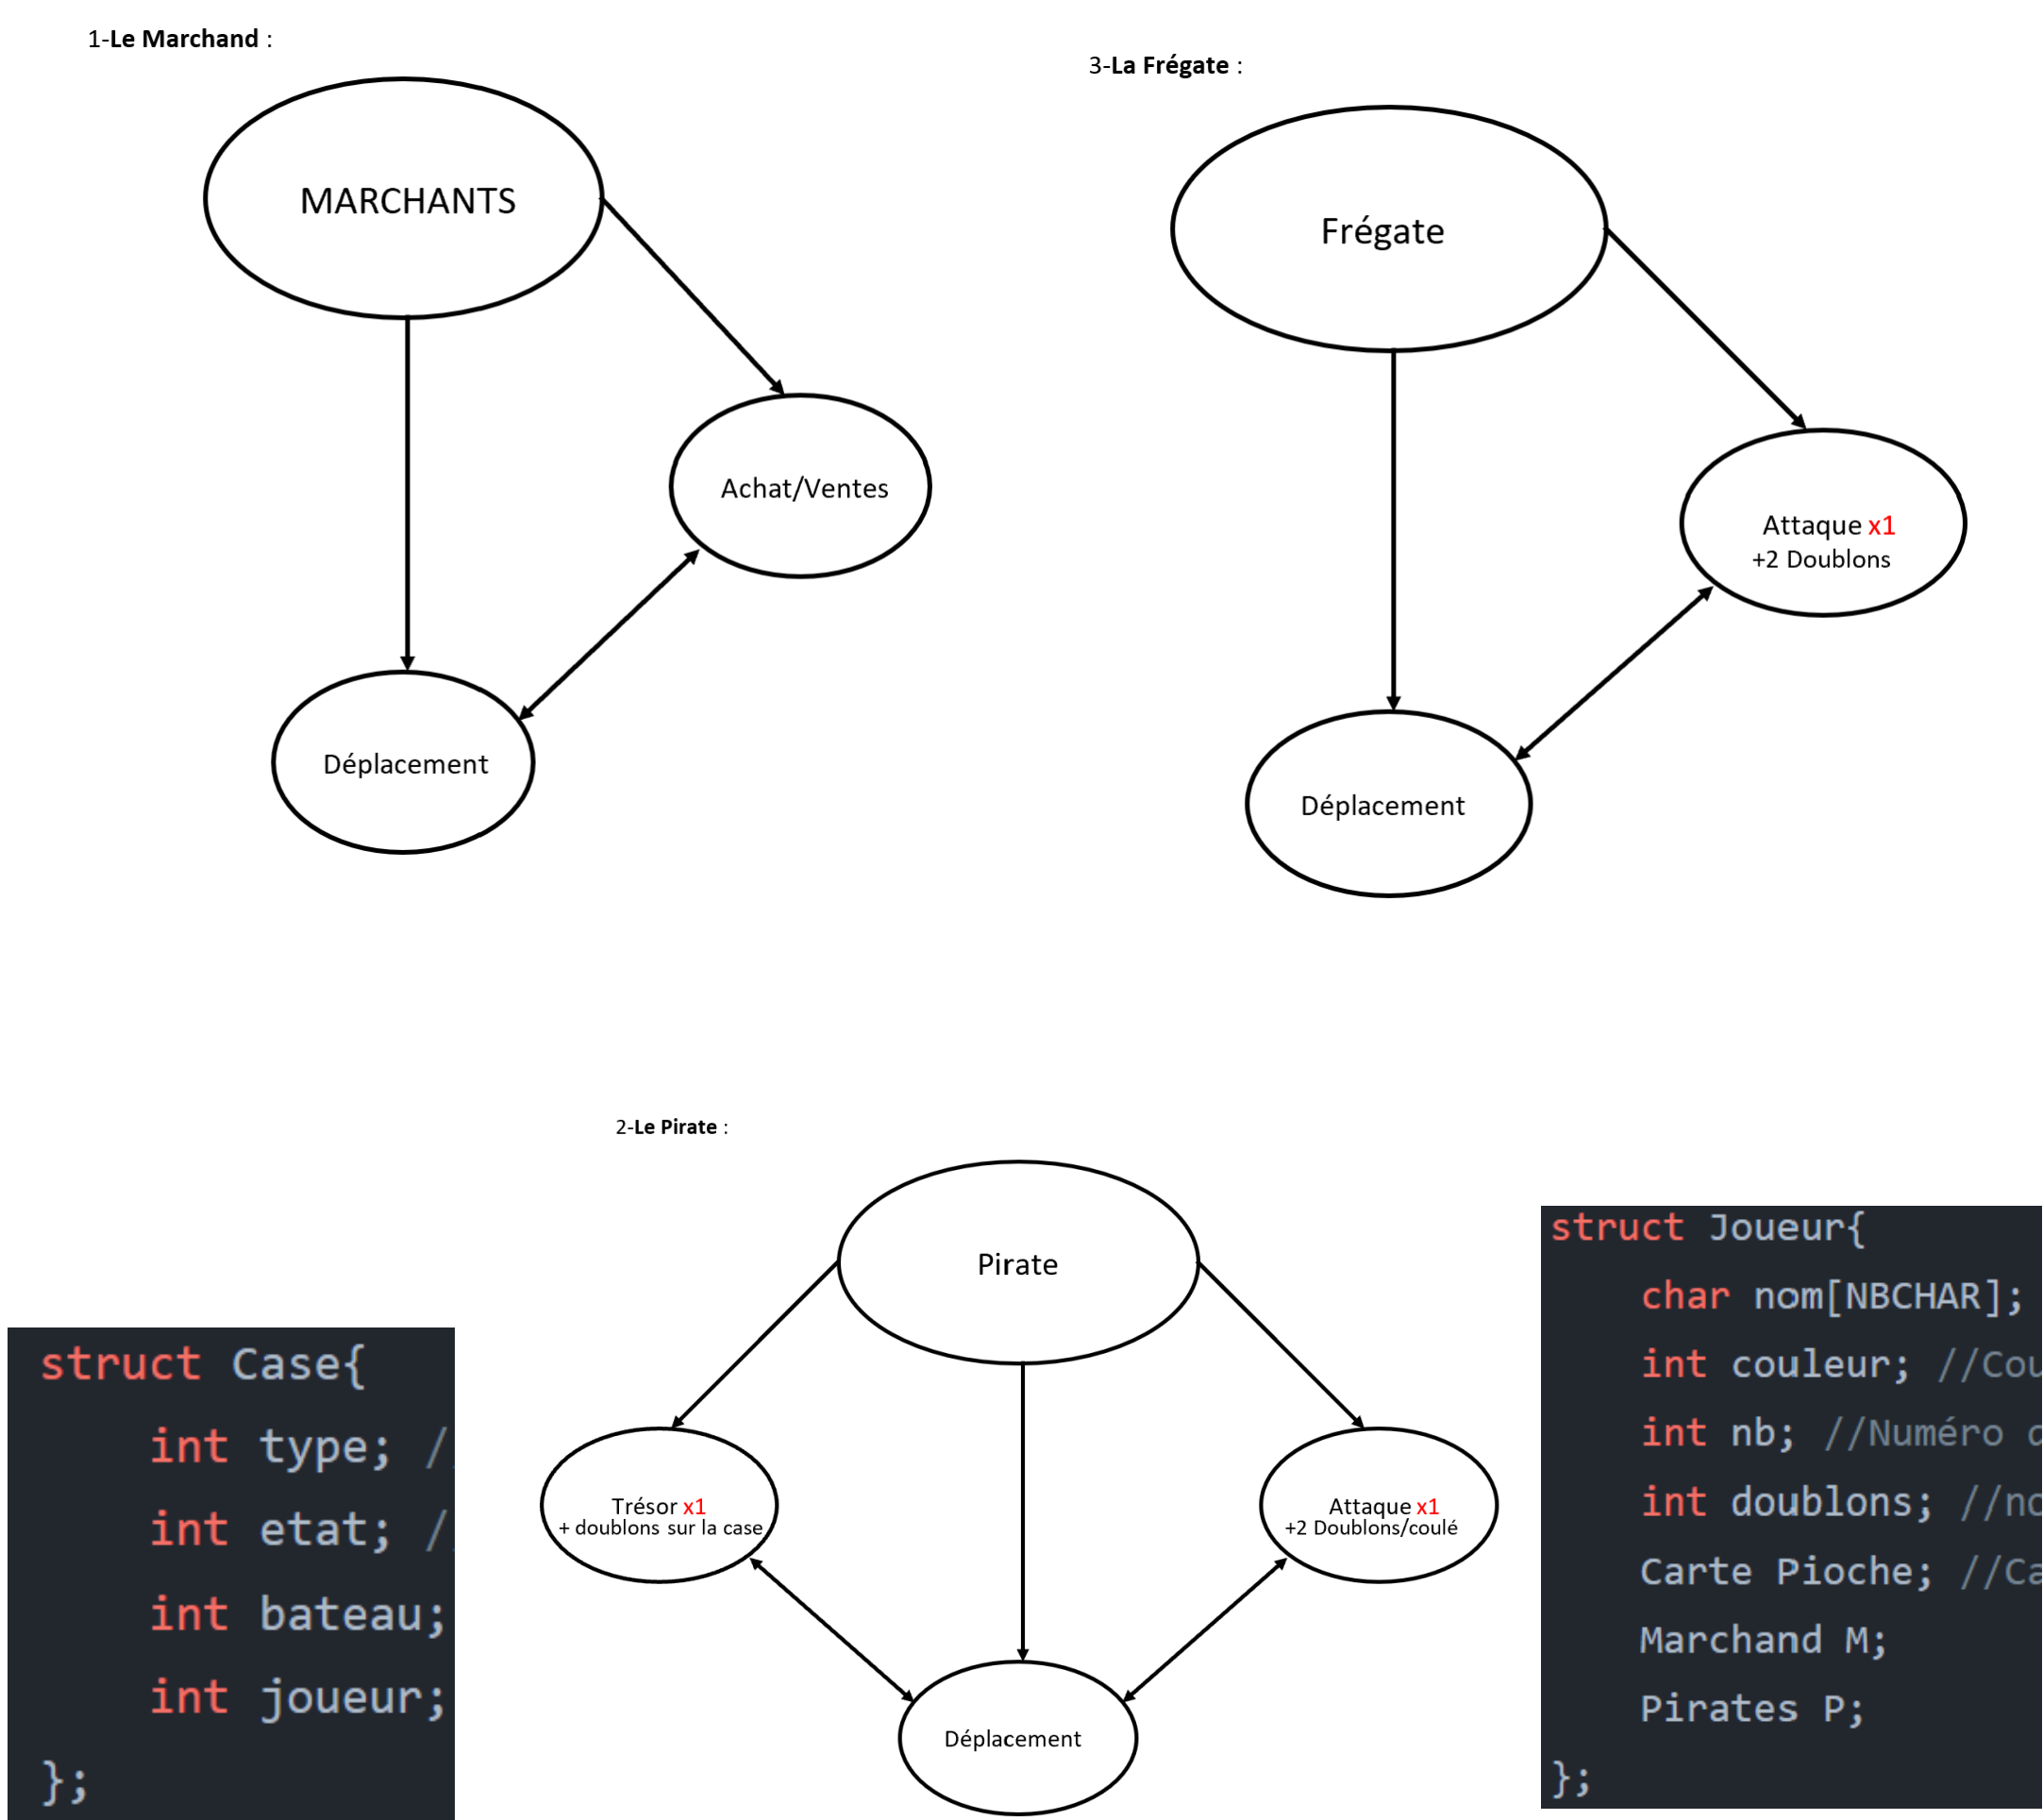 1-Le Marchand :
MARCHANTS
Achat/Ventes
Déplacement
3-La Frégate :
Frégate
Attaque x1
+2 Doublons
Déplacement
2-Le Pirate :
Pirate
Trésor x1
+ doublons sur la case
Attaque x1
+2 Doublons/coulé
Déplacement
struct Case{
int type; /
int etat; /
int bateau;
int joueur;
};
struct Joueur{
char nom[NBCHAR];
int couleur; //
int nb; //Numéro
int doublons; //
Carte Pioche; //
Marchand M;
Pirates P;
};